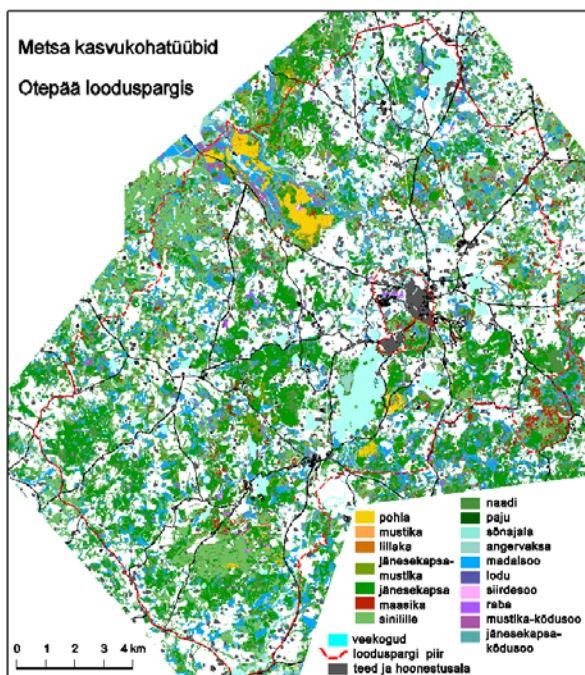 Metsa kasvukohatüübid
Otepää looduspargis
pohla
mustika
lillaka
jänesekapsa-
mustika
jänesekapsa
maasika
sinilille
naadi
paju
sõnajala
angervaksa
madalsoo
lodu
siirdesoo
raba
mustika-kõdusoo
jänesekapsa-
kõdusoo
veekogud
looduspargi piir
teed ja hoonestusala
0 1 2 3 4 km